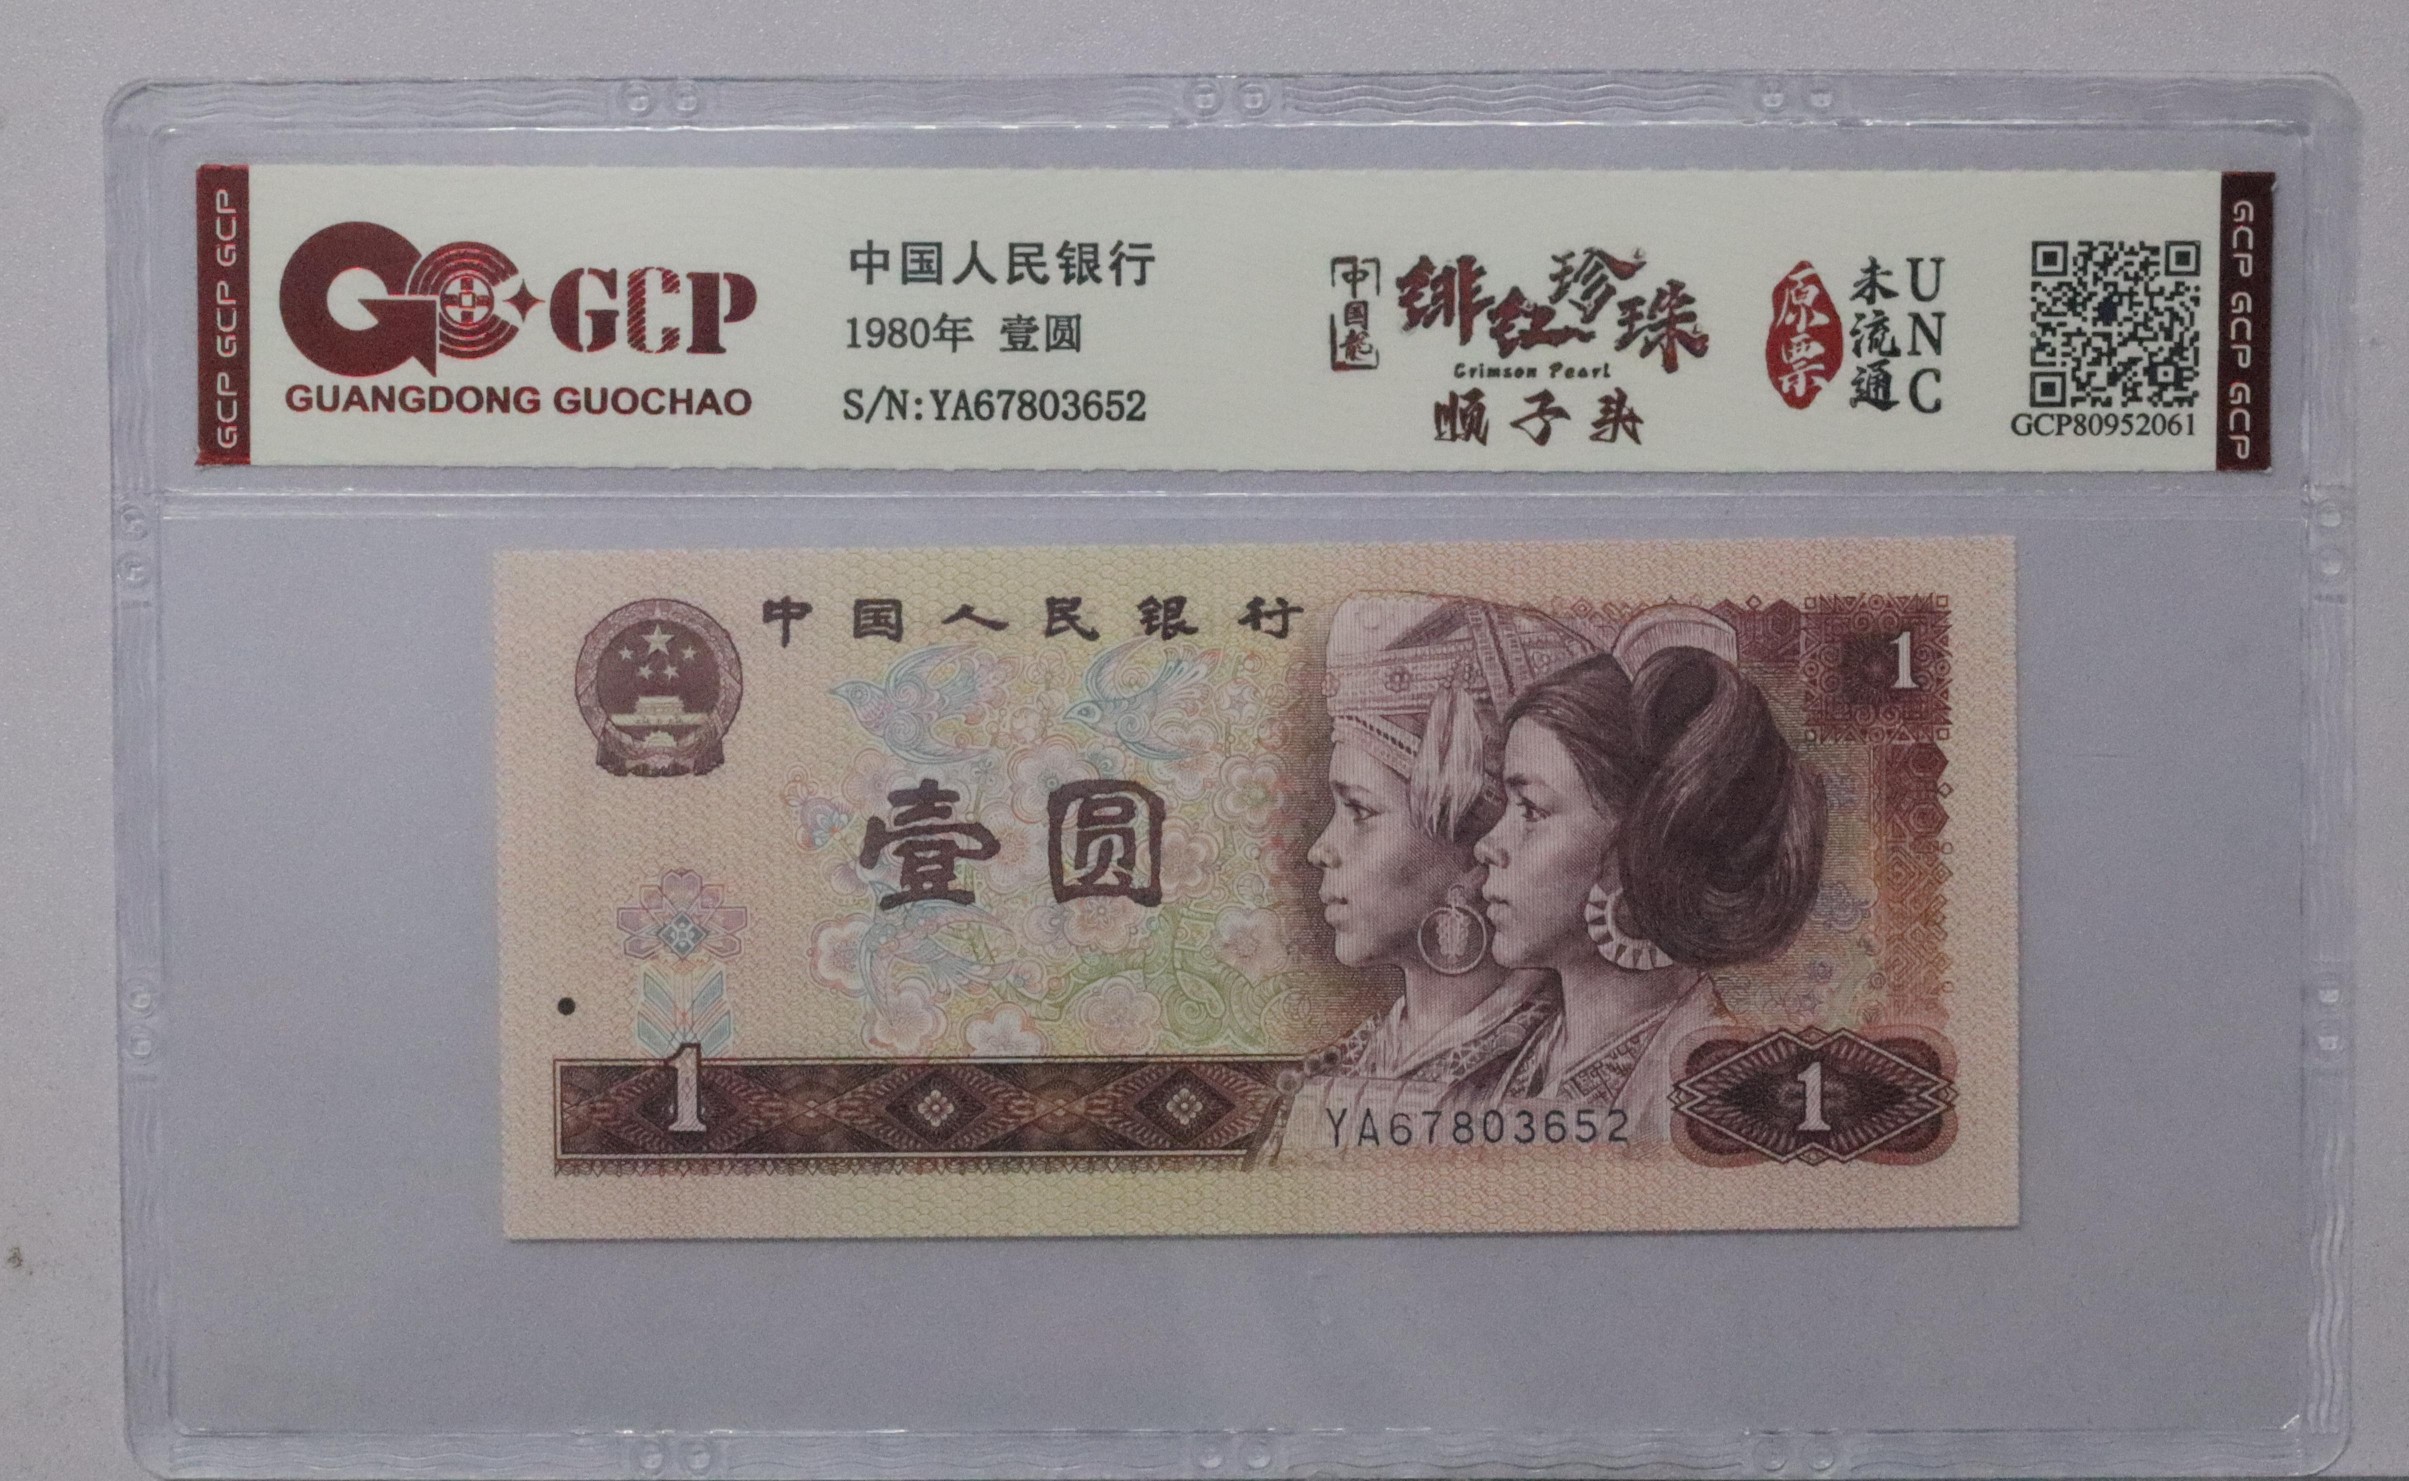 GCP GCP GCP
GCP
GUANGDONG GUOCHAO
中国人民银行
1980年 壹圆
S/N:YA67803652
中国龙
绯红珍珠
Crimson Pearl
顺子头
原票
未流通
UNC
GCP80952061
GCP GCP GCP
中国人民银行
1
壹圆
1
YA67803652
1